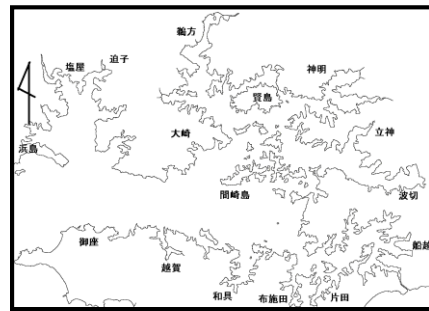 鵜方
迫子
塩屋
神明
賢島
大崎
立神
浜島
間崎島
波切
御座
船越
越賀
和具
布施田
片田